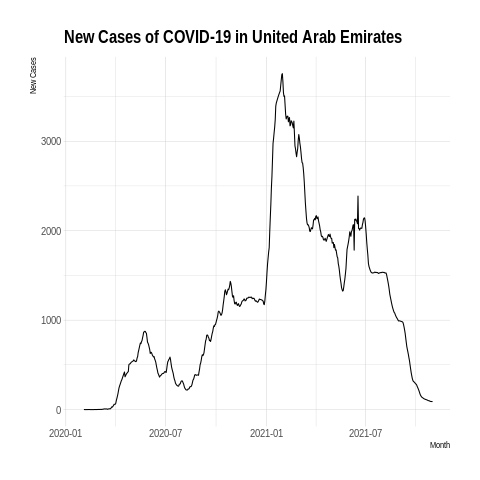 New Cases of COVID-19 in United Arab Emirates
New Cases
3000
2000
1000
0
2020-01 2020-07 2021-01 2021-07
Month